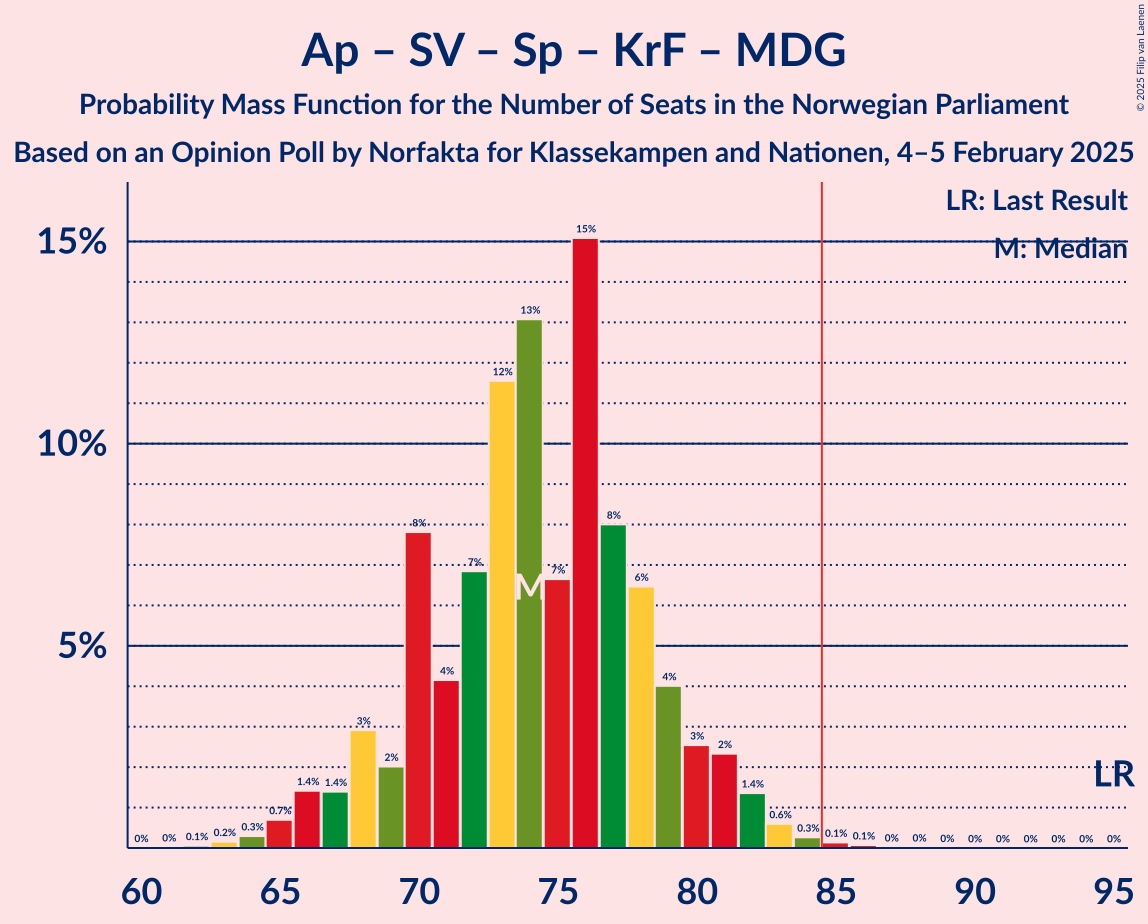 Ap – SV – Sp – KrF – MDG
Probability Mass Function for the Number of Seats in the Norwegian Parliament
Based on an Opinion Poll by Norfakta for Klassekampen and Nationen, 4–5 February 2025
© 2025 Filip van Laenen
LR: Last Result
M: Median
15%
10%
5%
0% 0% 0.1% 0.2% 0.3% 0.7% 1.4% 1.4% 3% 2% 8% 4% 7% 12% 13% 7% 15% 8% 6% 4% 3% 2% 1.4% 0.6% 0.3% 0.1% 0.1% 0% 0% 0% 0% 0% 0% 0% 0% 0%
M
LR
60 65 70 75 80 85 90 95